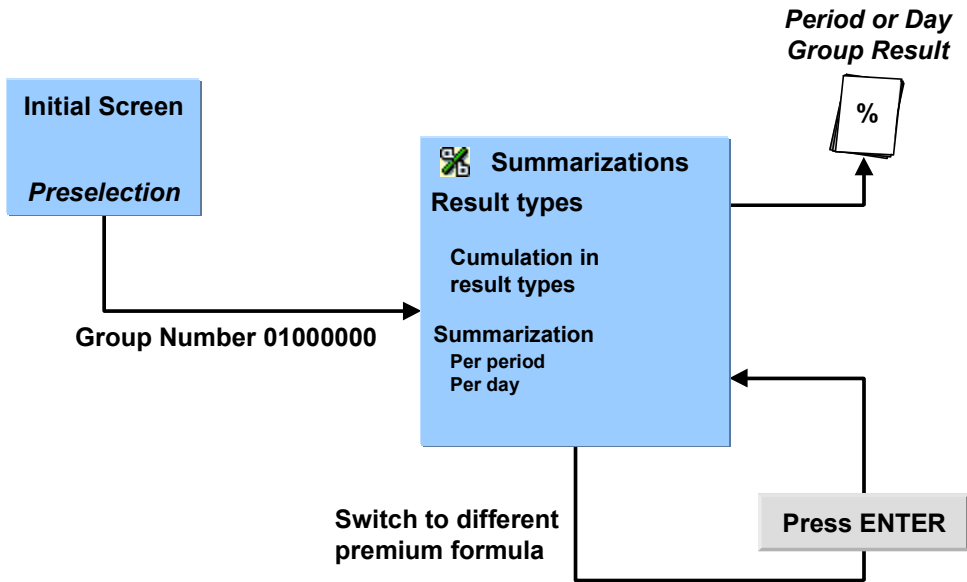 Period or Day
Group Result
%
Initial Screen
Preselection
Summarizations
Result types
Cumulation in
result types
Summarization
Per period
Per day
Group Number 01000000
Switch to different
premium formula
Press ENTER